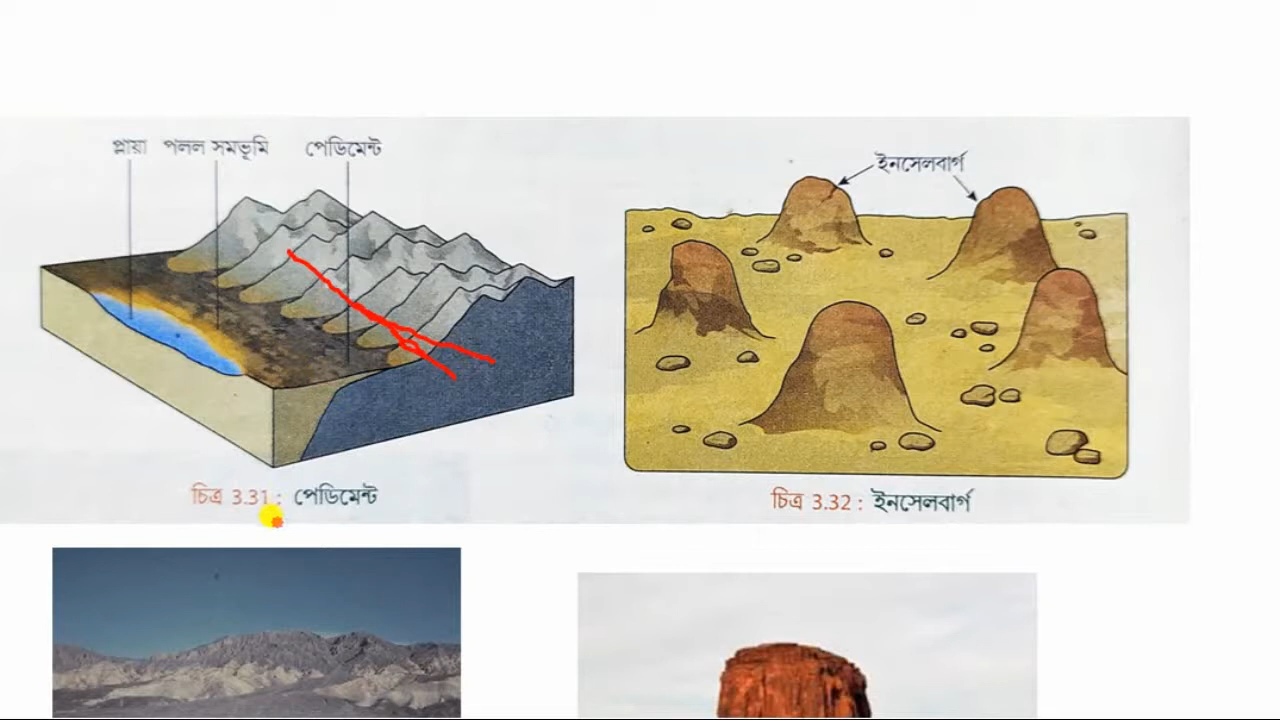 প্লায়া পলল সমভূমি পেডিমেন্ট
ইনসেলবার্গ
চিত্র 3.31 : পেডিমেন্ট
চিত্র 3.32 : ইনসেলবার্গ